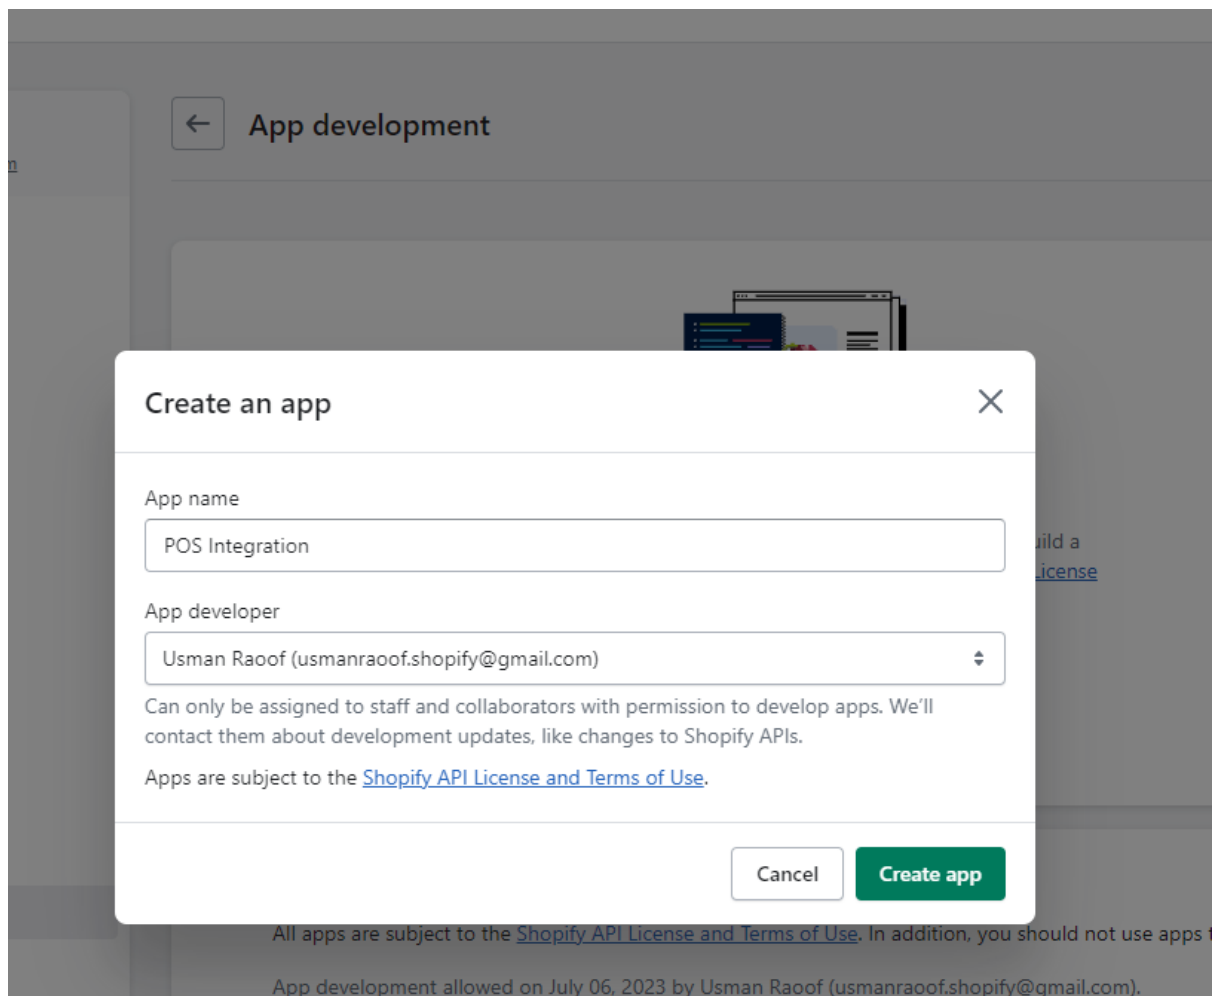 App development
m
Create an app
App name
POS Integration
uild a
License
App developer
Usman Raoof (usmanraoof.shopify@gmail.com)
Can only be assigned to staff and collaborators with permission to develop apps. We'll
contact them about development updates, like changes to Shopify APIs.
Apps are subject to the Shopify API License and Terms of Use.
Cancel
Create app
All apps are subject to the Shopify API License and Terms of Use. In addition, you should not use apps t
App development allowed on July 06, 2023 by Usman Raoof (usmanraoof.shopify@gmail.com).